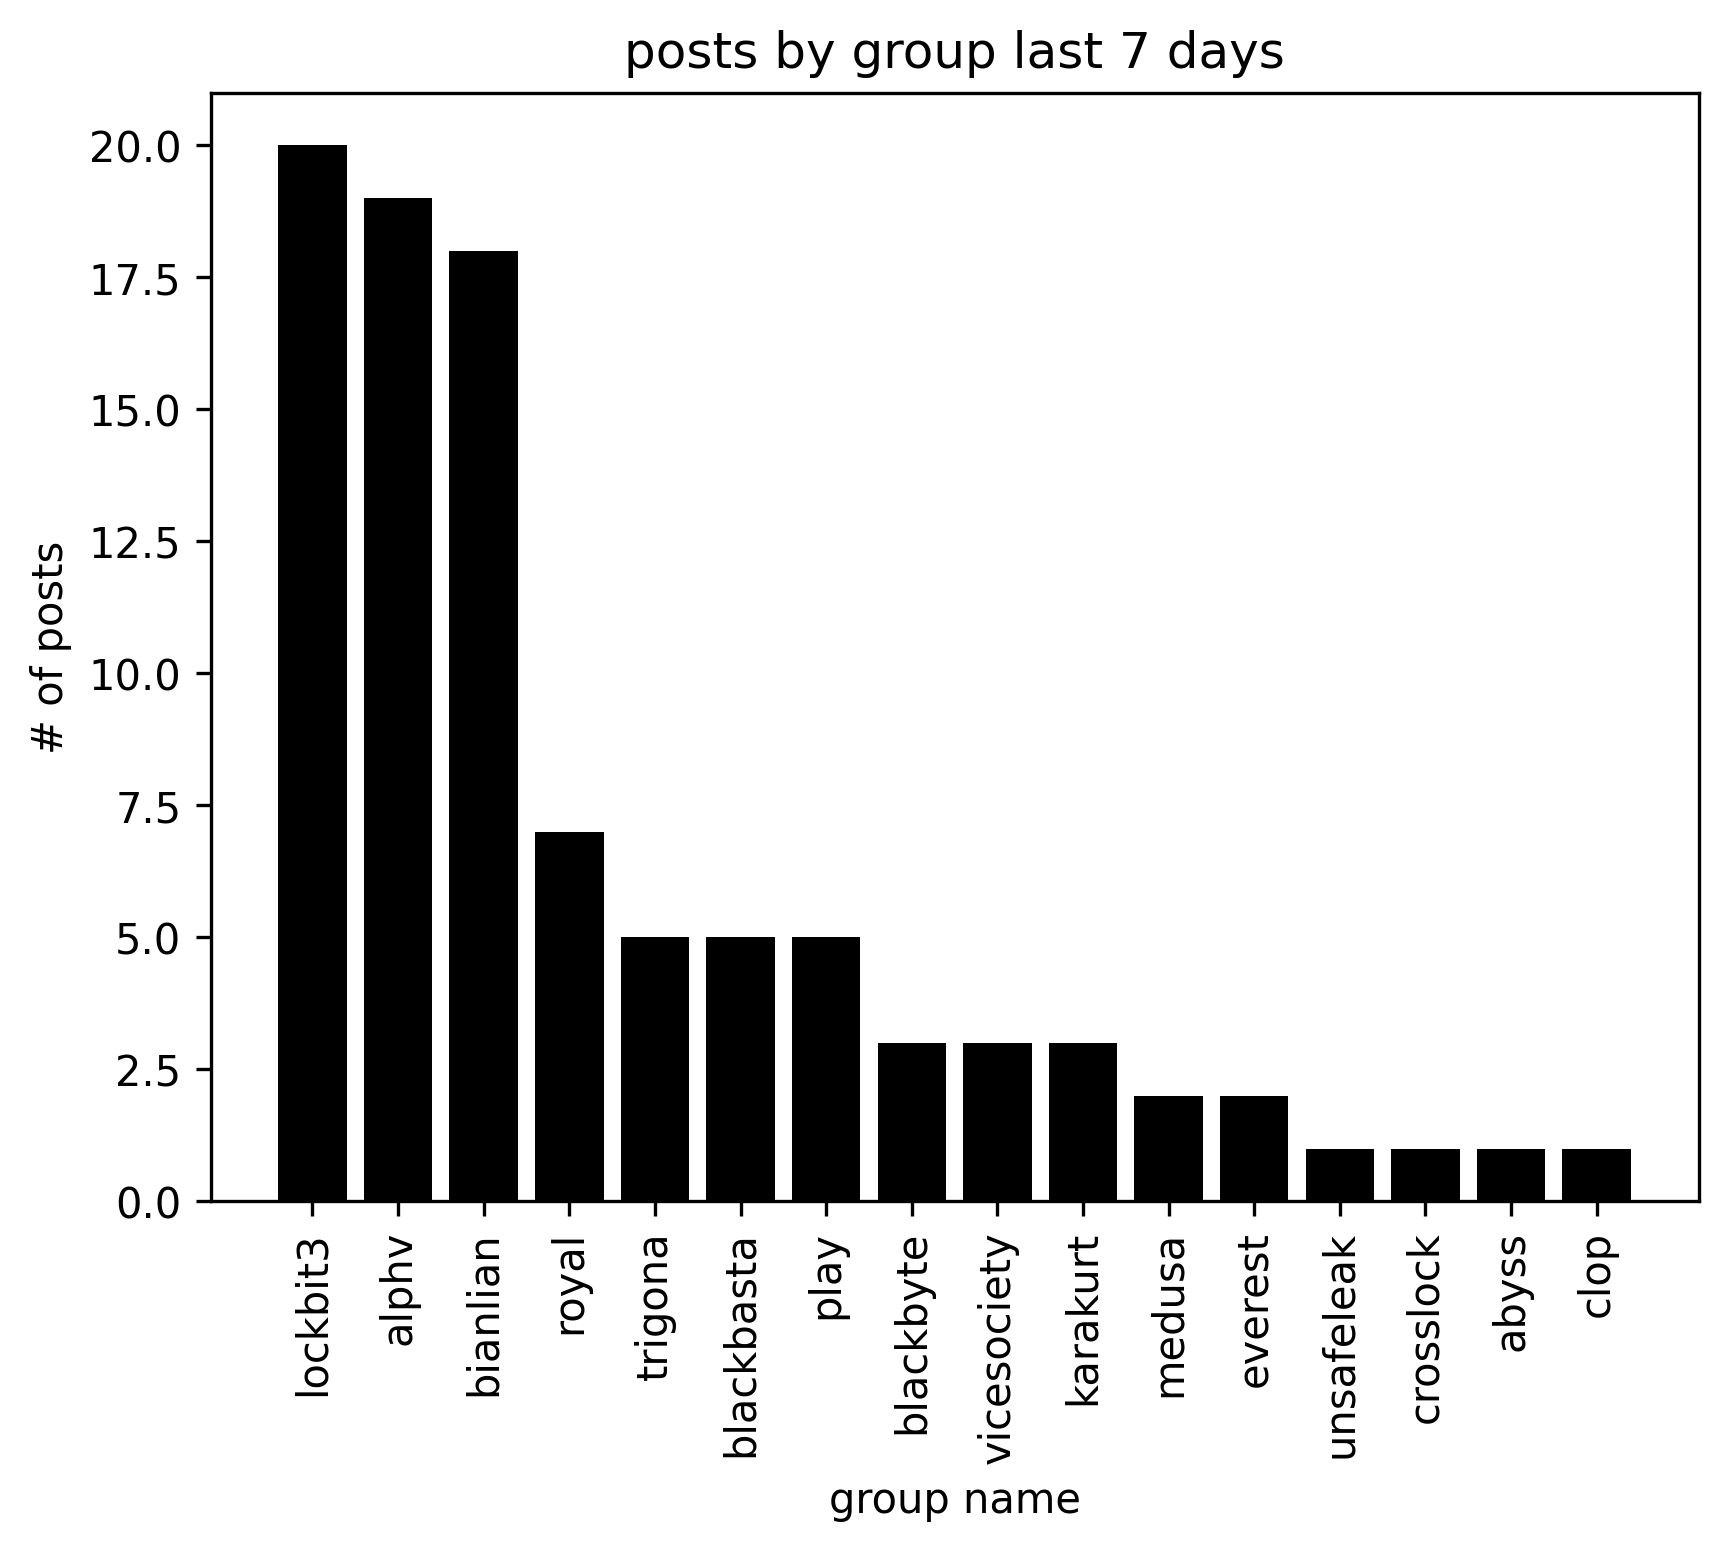 posts by group last 7 days
# of posts
20.0
17.5
15.0
12.5
10.0
7.5
5.0
2.5
0.0
lockbit3
alphv
bianlian
royal
trigona
blackbasta
play
blackbyte
vicesociety
karakurt
medusa
everest
unsafeleak
crosslock
abyss
clop
group name